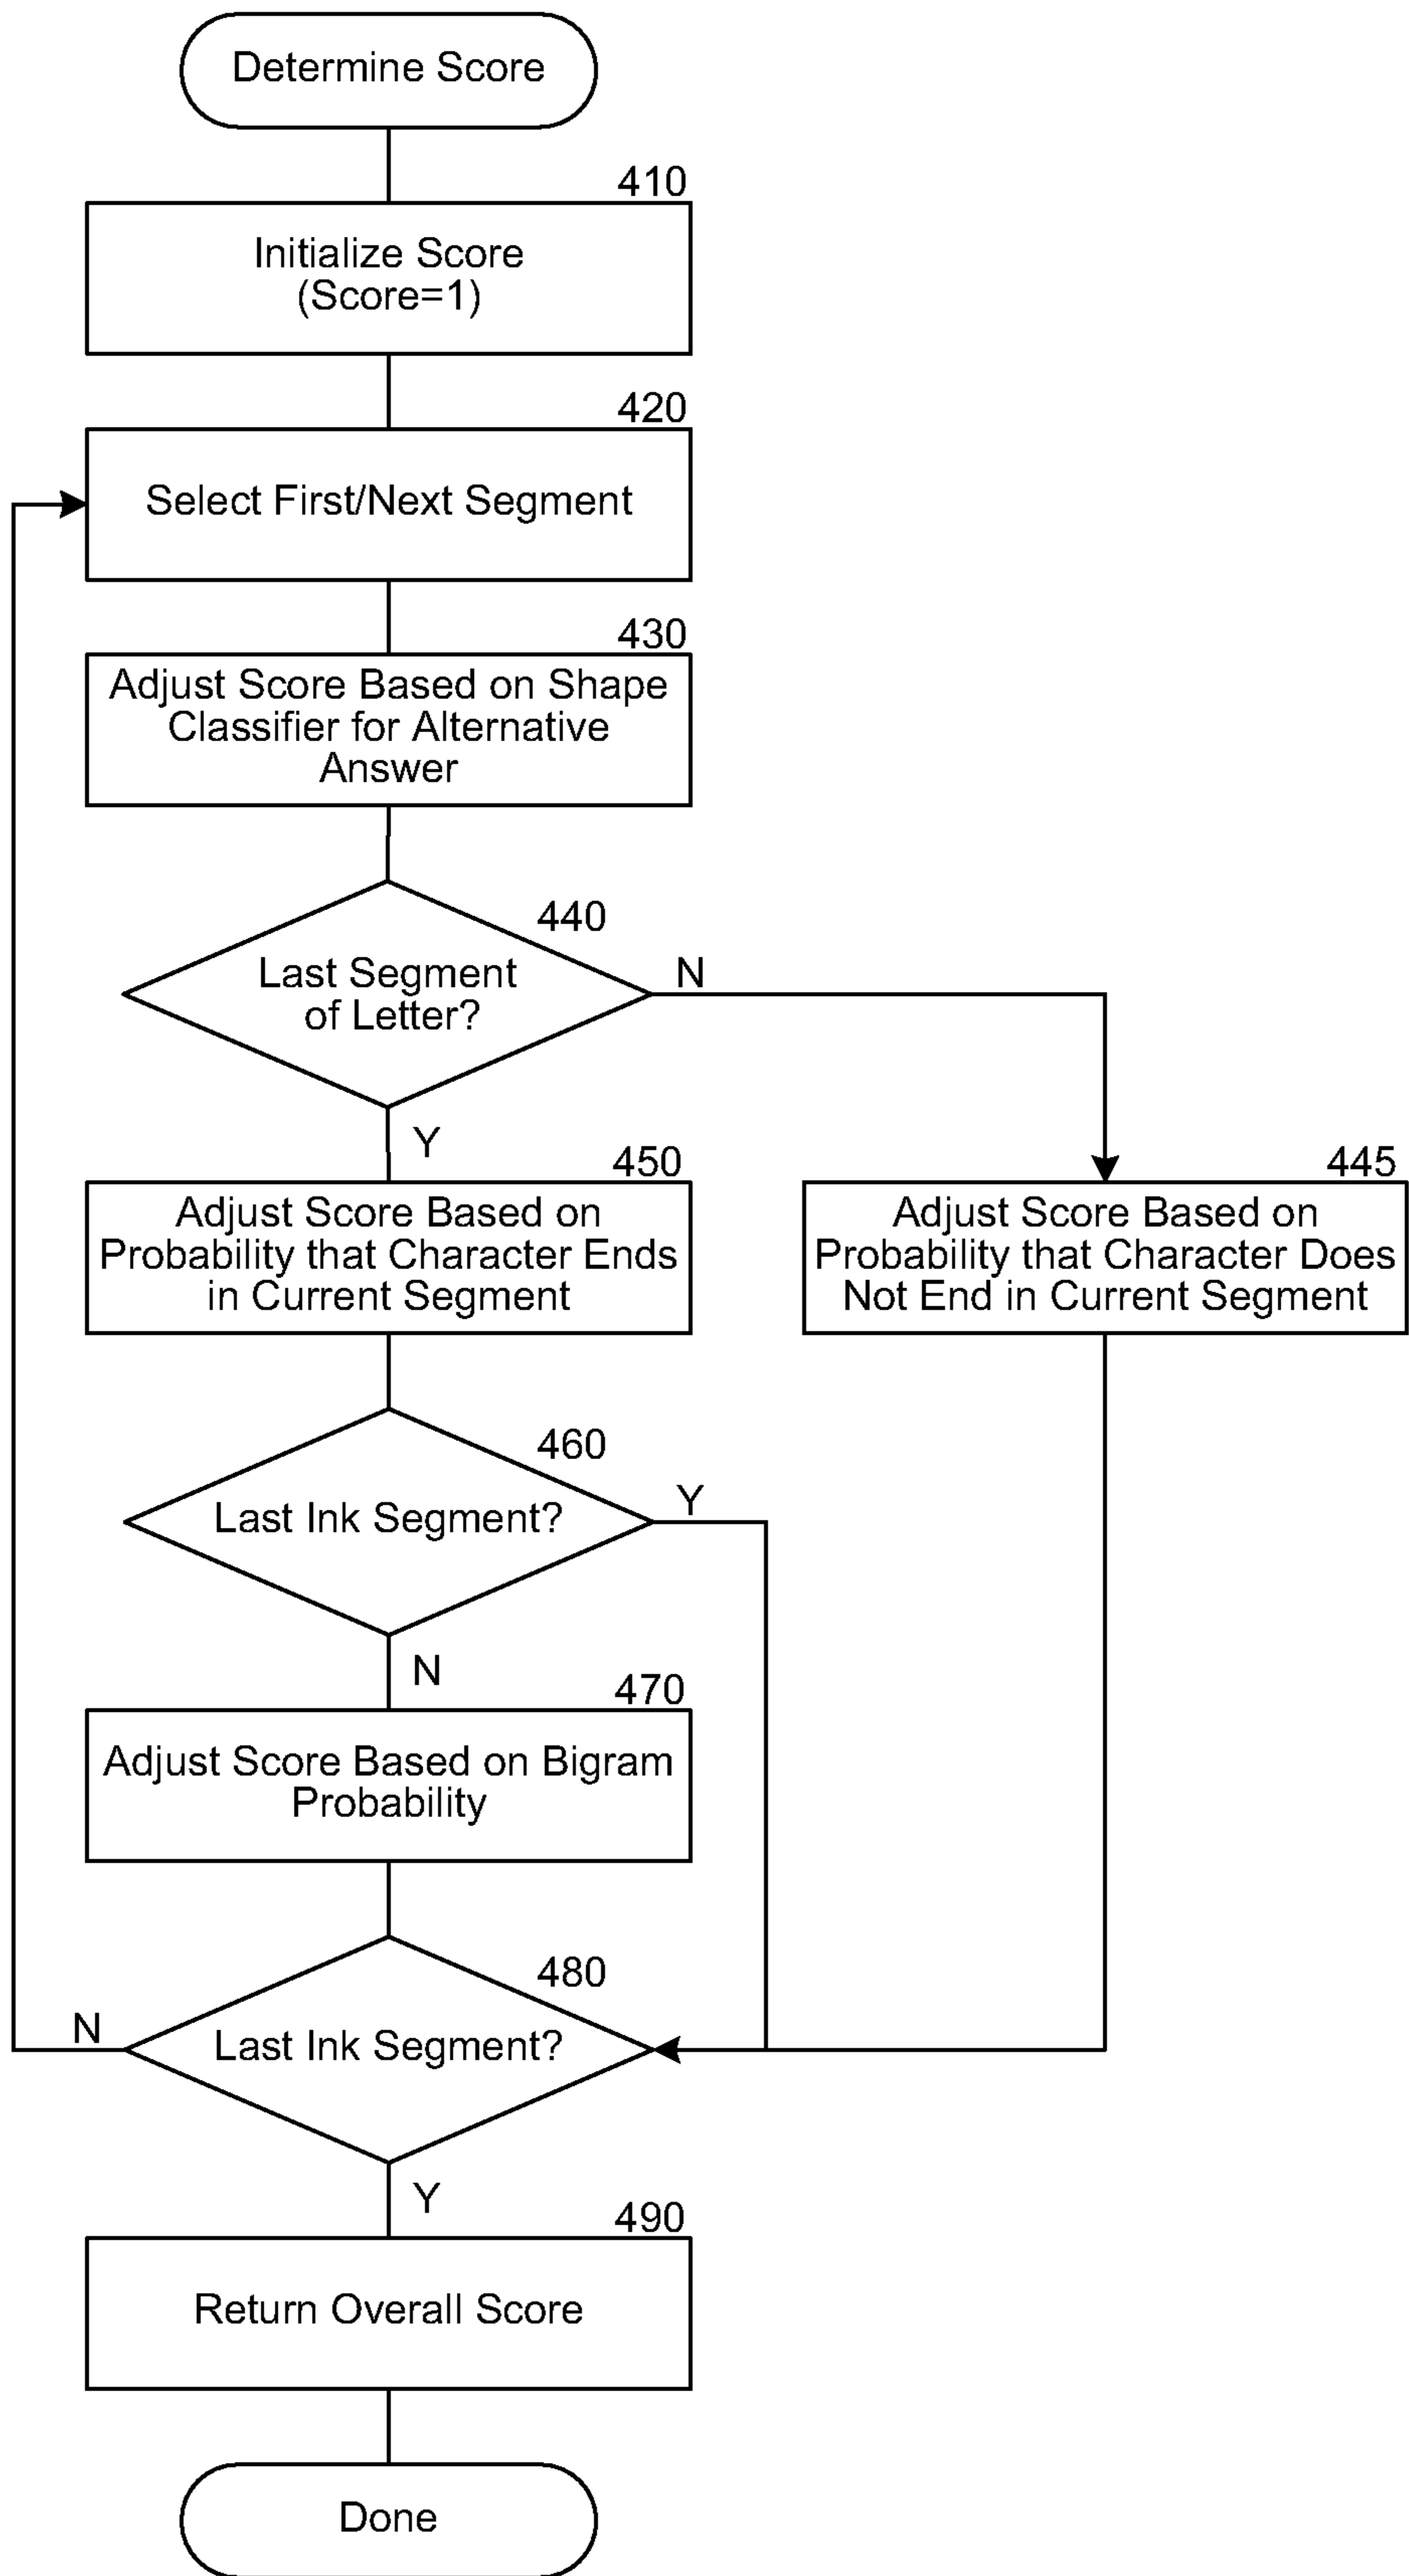 Determine Score
410
Initialize Score
(Score=1)
420
Select First/Next Segment
430
Adjust Score Based on Shape
Classifier for Alternative
Answer
440
Last Segment
of Letter?
N
Y
450
Adjust Score Based on
Probability that Character Ends
in Current Segment
445
Adjust Score Based on
Probability that Character Does
Not End in Current Segment
460
Last Ink Segment?
Y
N
470
Adjust Score Based on Bigram
Probability
480
Last Ink Segment?
N
Y
490
Return Overall Score
Done